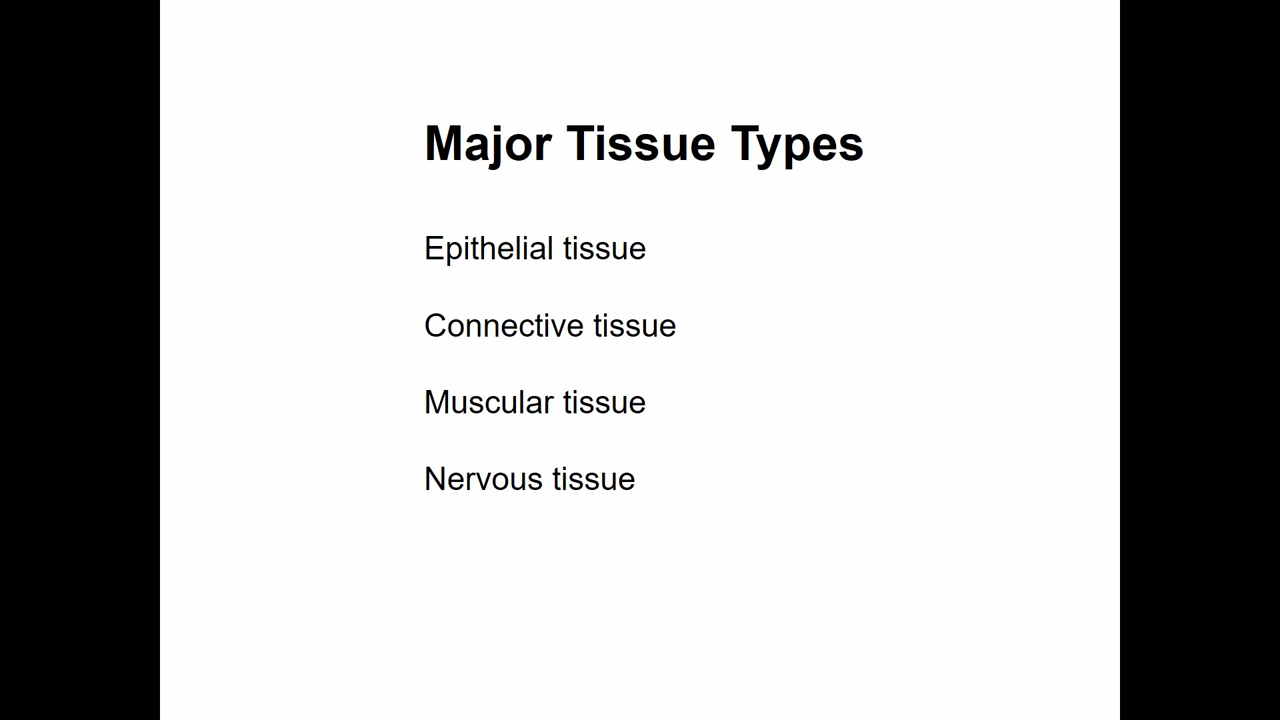 Major Tissue Types
Epithelial tissue
Connective tissue
Muscular tissue
Nervous tissue